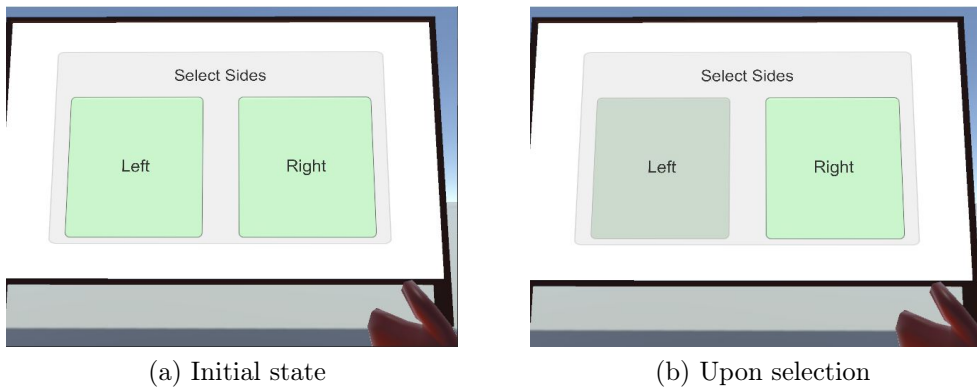 Select Sides
Left
Right
Select Sides
Left
Right
(a) Initial state
(b) Upon selection